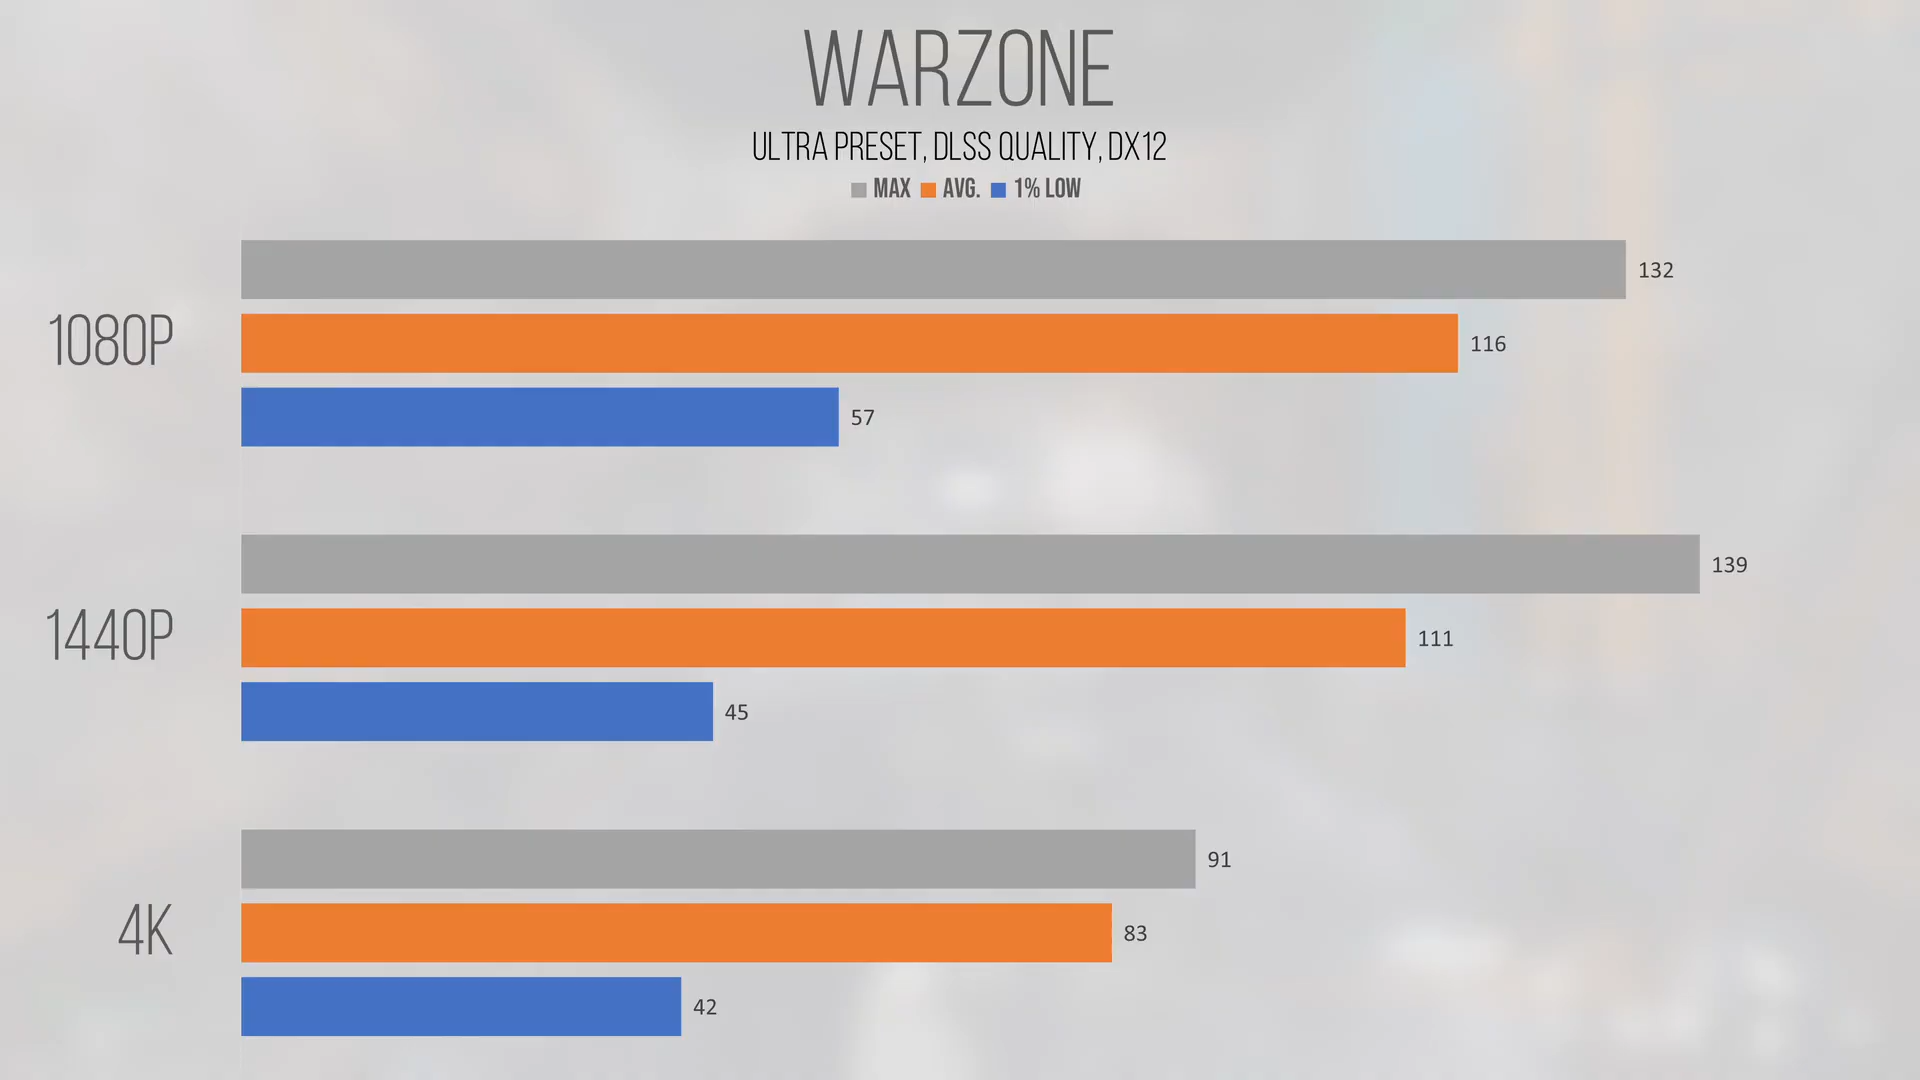 WARZONE
ULTRA PRESET, DLSS QUALITY, DX12
MAX AVG. 1% LOW
132
1080P
116
57
139
1440P
111
45
91
4K
83
42